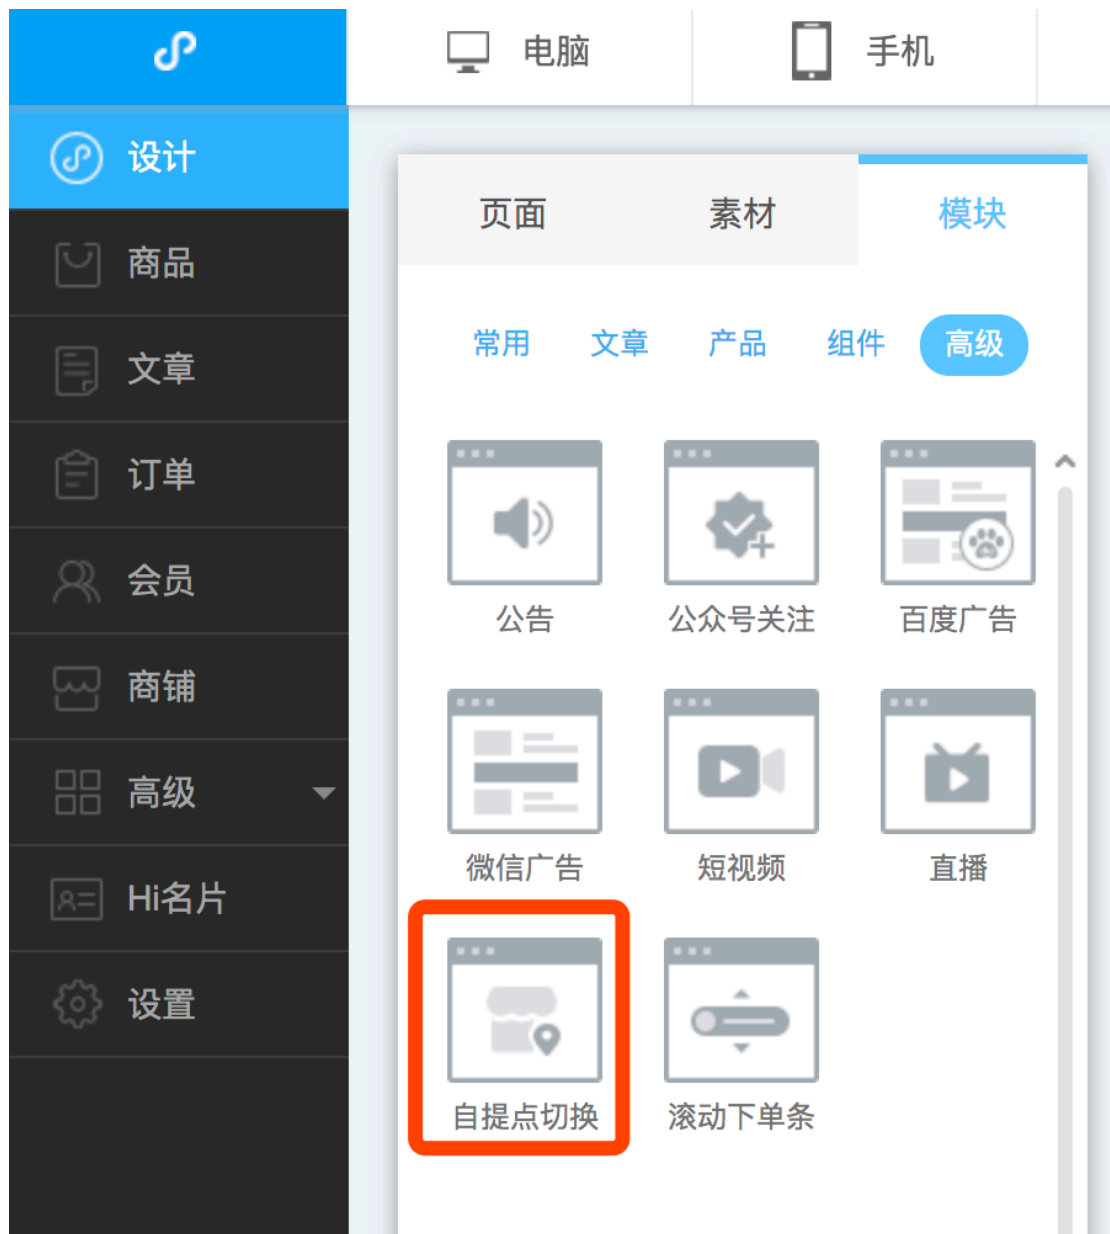 电脑
手机
设计
商品
文章
订单
会员
商铺
高级
Hi名片
设置
页面
素材
模块
常用
文章
产品
组件
高级
公告
公众号关注
百度广告
微信广告
短视频
直播
自提点切换
滚动下单条